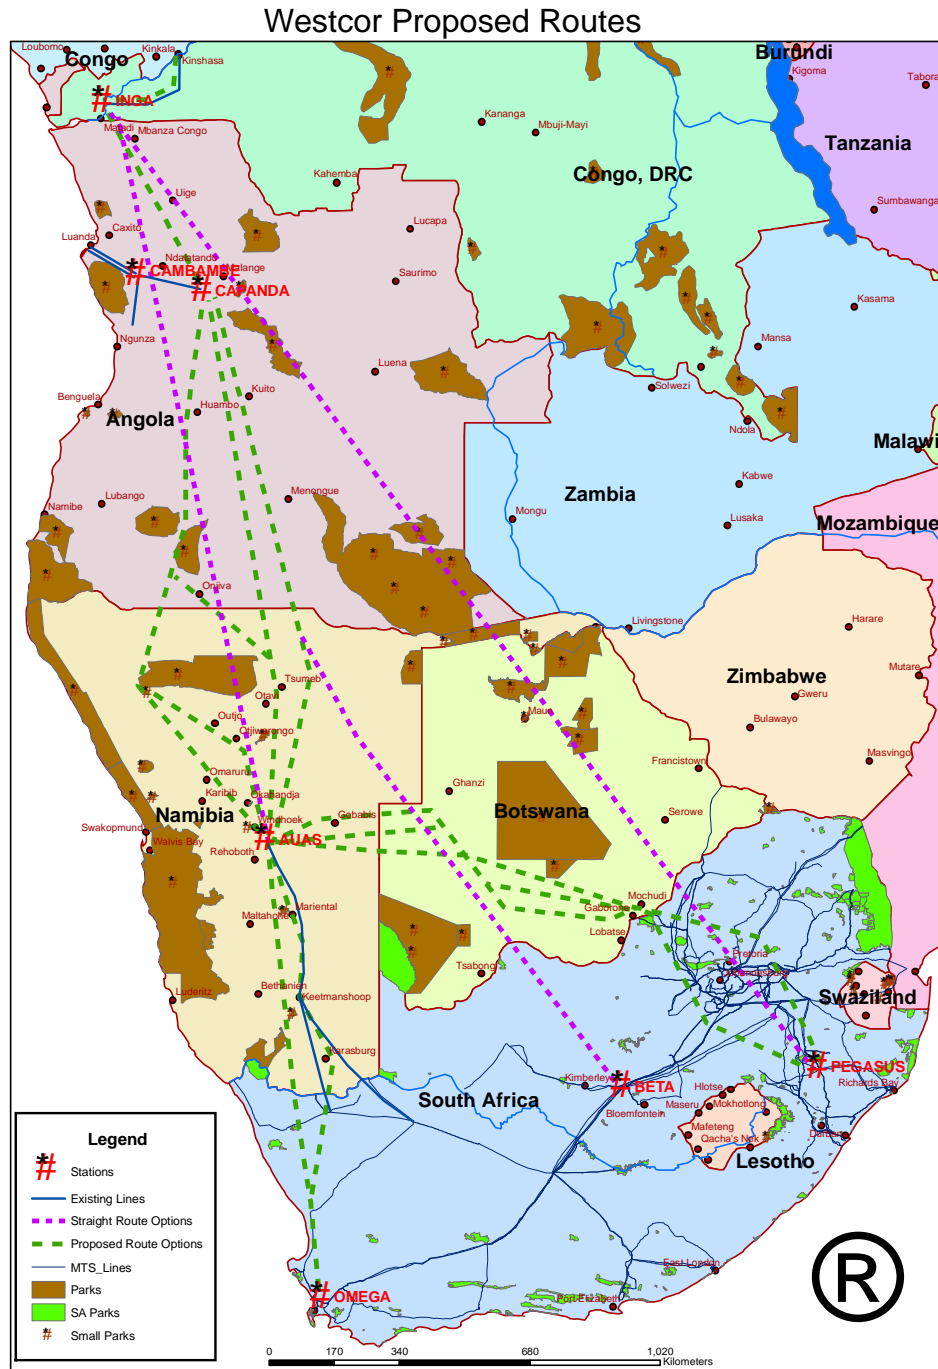 Westcor Proposed Routes
Loubomo
Kinkala
Congo
Kinshasa
Burundi
Kigoma
Tabora
INGA
Matadi
Mbanza Congo
Kananga
Mbuji-Mayi
Tanzania
Congo, DRC
Kahemba
Uige
Sumbawanga
Lucapa
Caxito
Luanda
Ndalatando
CAMBAMBE
Malange
Saurimo
CAPANDA
Kasama
Ngunza
Mansa
Luena
Solwezi
Kuito
Benguela
Huambo
Angola
Ndola
Malawi
Kabwe
Zambia
Lubango
Menongue
Namibe
Mongu
Lusaka
Mozambique
Onjiva
Livingstone
Harare
Zimbabwe
Mutare
Tsumeb
Otavi
Gweru
Outjo
Maun
Otjiwarongo
Bulawayo
Masvingo
Francistown
Omaruru
Ghanzi
Karibib
Okahandja
Namibia
Botswana
Serowe
Windhoek
Gobabis
Swakopmund
AUAS
Walvis Bay
Rehoboth
Mochudi
Mariental
Gaborone
Maltahohe
Lobatse
Pretoria
Tsabong
Johannesburg
Bethanien
Luderitz
Keetmanshoop
Swaziland
Karasburg
PEGASUS
Kimberley
BETA
Richards Bay
South Africa
Hlotse
Maseru
Mokhotlong
Bloemfontein
Mafeteng
Durban
Qacha's Nek
Lesotho
East London
OMEGA
Port Elizabeth
Legend
Stations
Existing Lines
Straight Route Options
Proposed Route Options
MTS_Lines
Parks
SA Parks
Small Parks
®
0 170 340 680 1,020
Kilometers